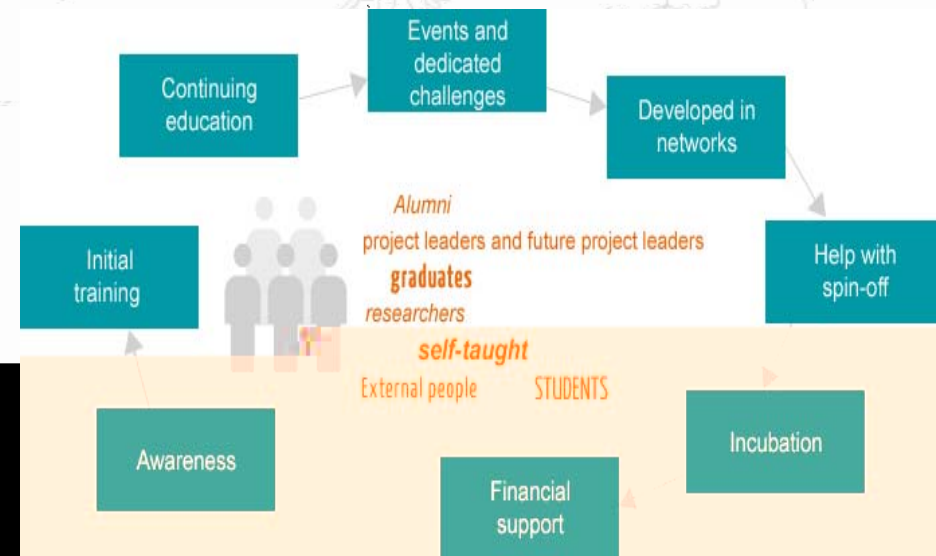 Events and
dedicated
challenges
Continuing
education
Developed in
networks
Alumni
project leaders and future project leaders
graduates
researchers
self-taught
External people STUDENTS
Initial
training
Help with
spin-off
Awareness
Incubation
Financial
support